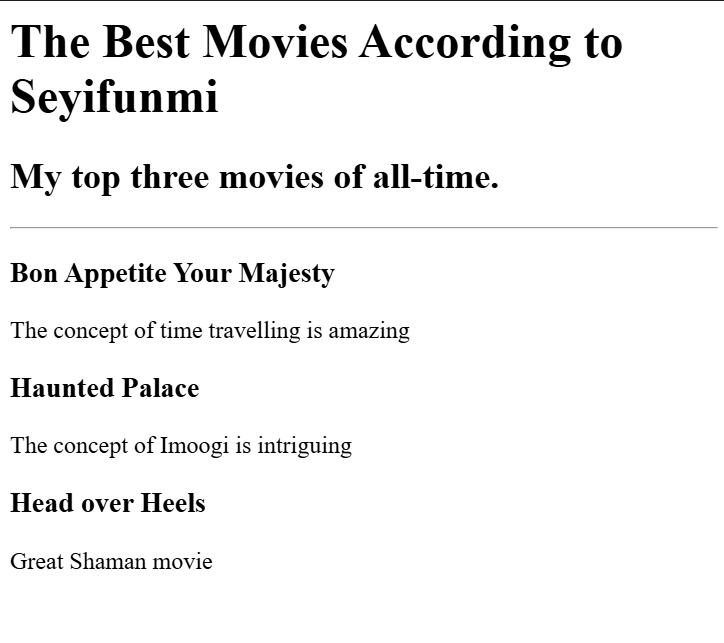 The Best Movies According to
Seyifunmi
My top three movies of all-time.
Bon Appetite Your Majesty
The concept of time travelling is amazing
Haunted Palace
The concept of Imoogi is intriguing
Head over Heels
Great Shaman movie